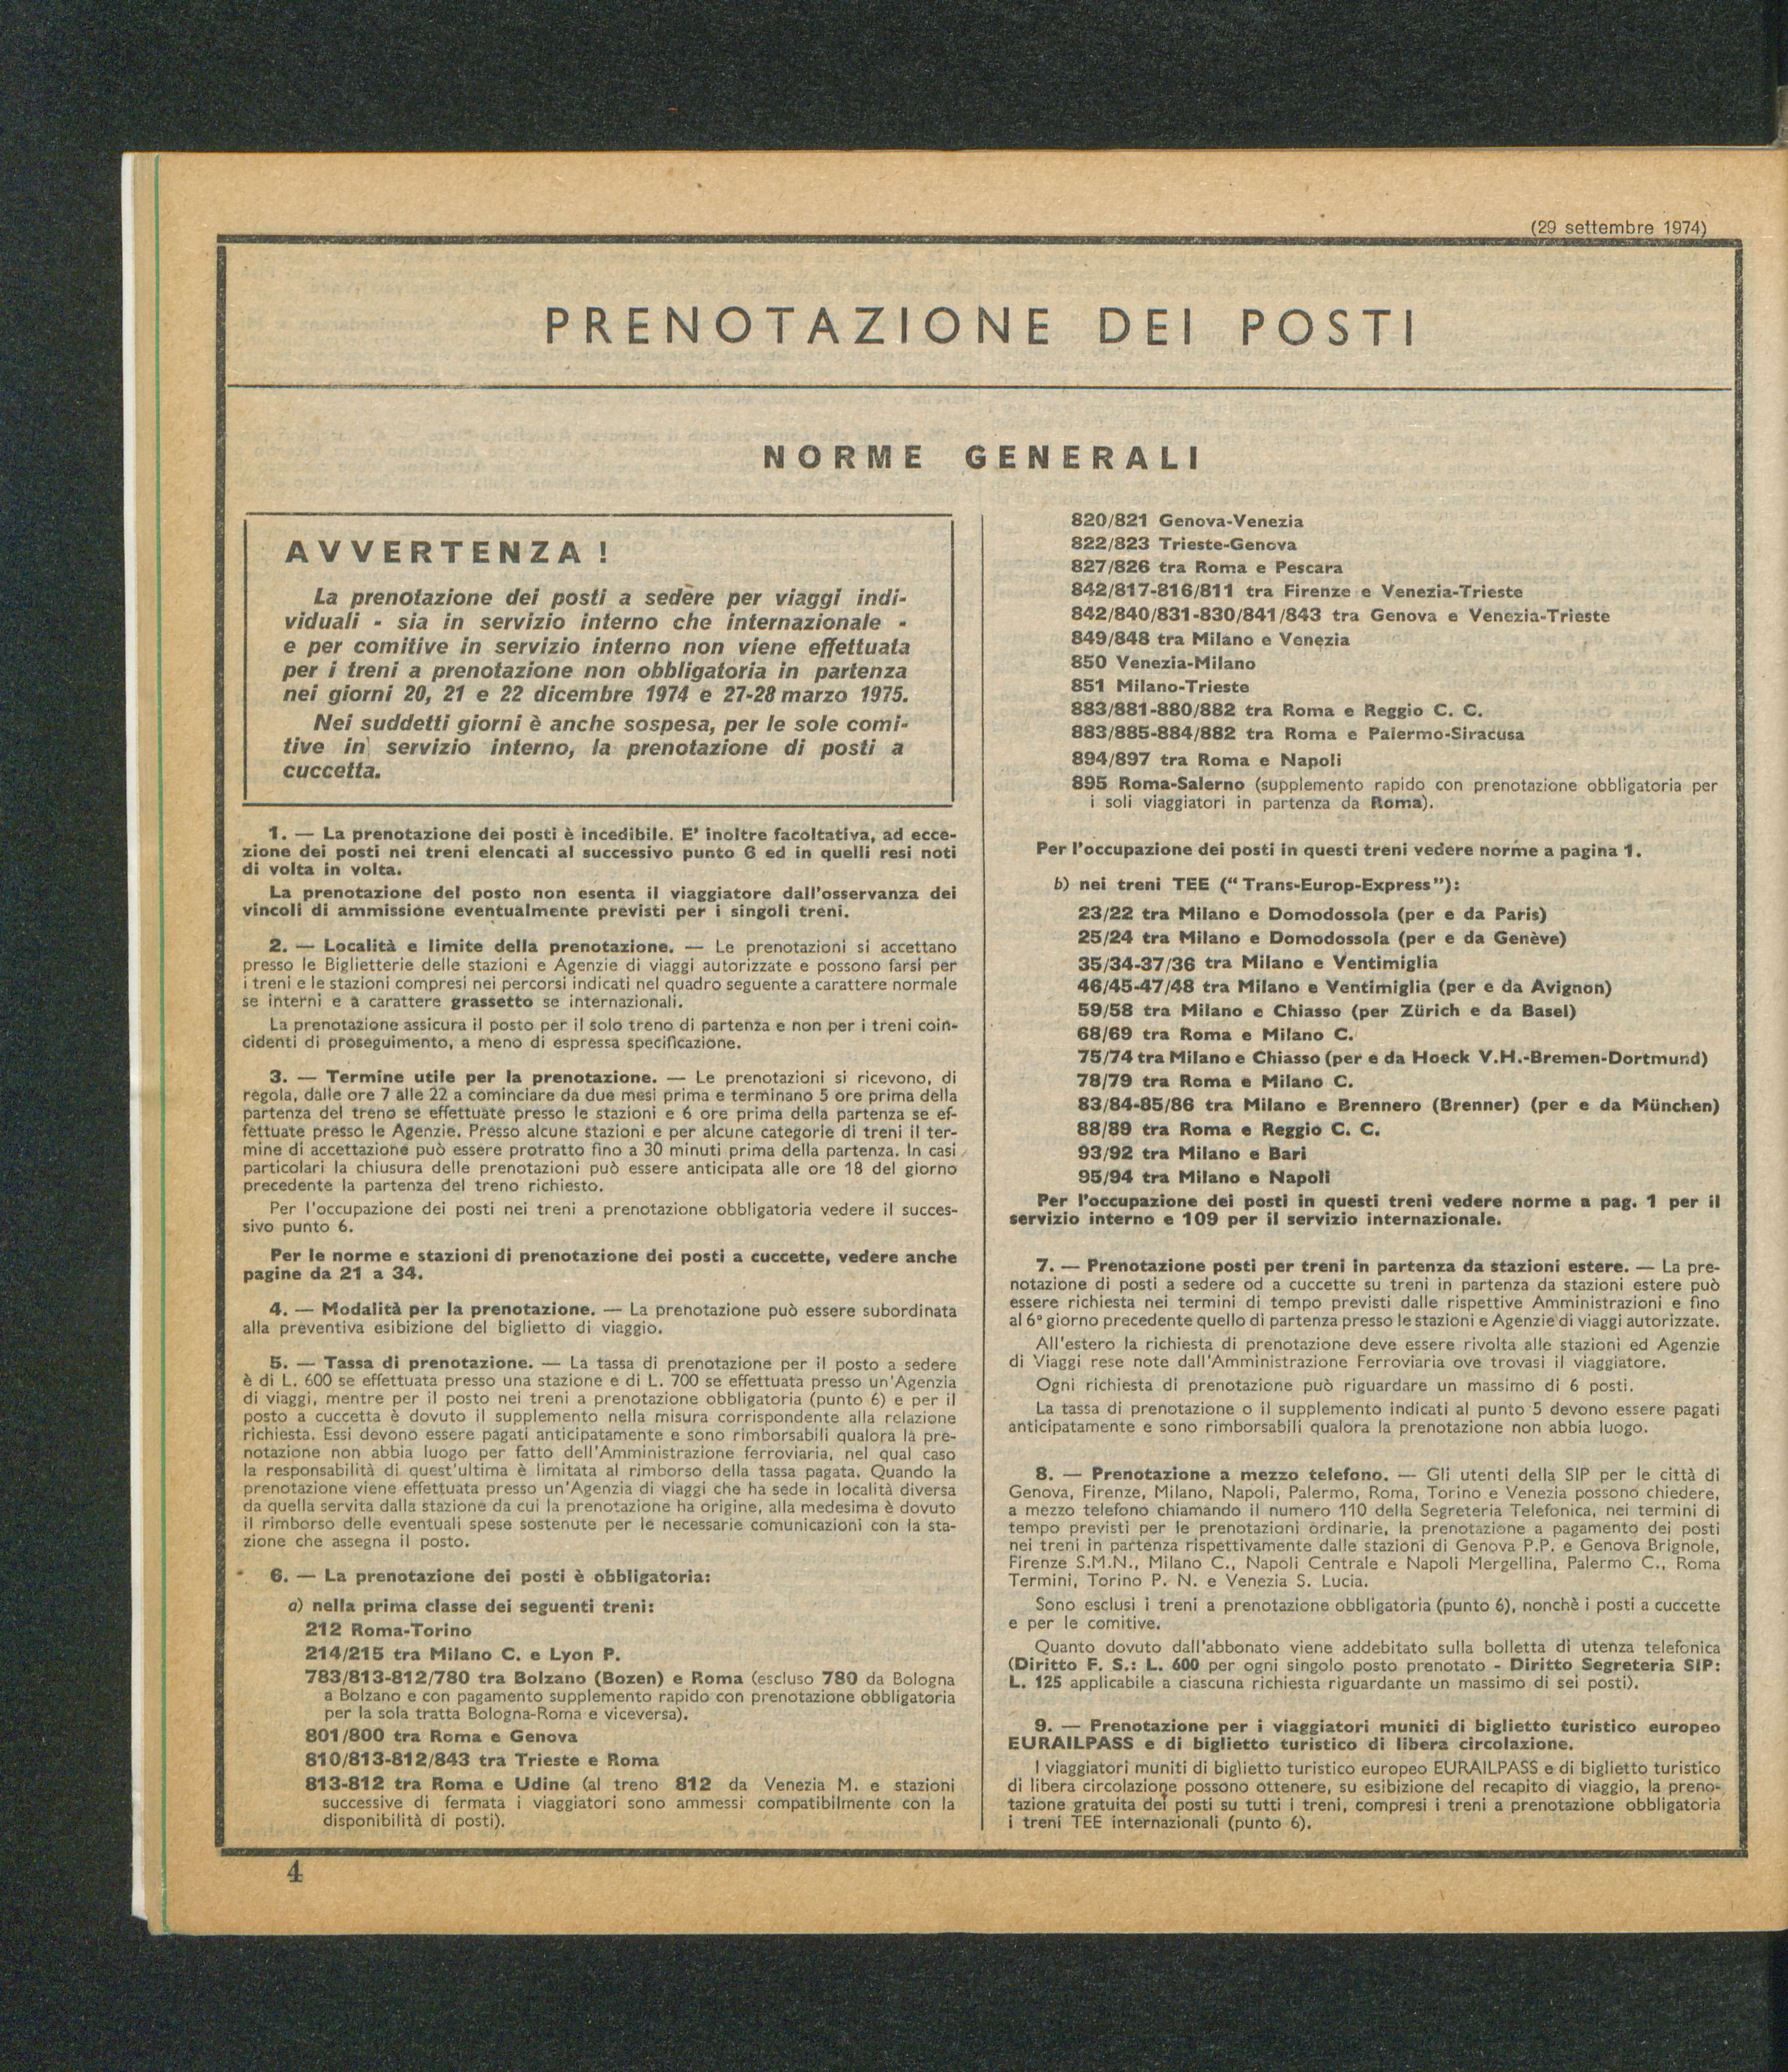 (29 settembre 1974)
PRENOTAZIONE DEI POSTI
NORME GENERALI
AVVERTENZA !
La prenotazione dei posti a sedere per viaggi indi-
viduali - sia in servizio interno che internazionale -
e per comitive in servizio interno non viene effettuata
per i treni a prenotazione non obbligatoria in partenza
nei giorni 20, 21 e 22 dicembre 1974 e 27-28 marzo 1975.
Nei suddetti giorni è anche sospesa, per le sole comi-
tive in servizio interno, la prenotazione di posti a
cuccetta.
1. — La prenotazione dei posti è incedibile. E' inoltre facoltativa, ad ecce-
zione dei posti nei treni elencati al successivo punto 6 ed in quelli resi noti
di volta in volta.
La prenotazione del posto non esenta il viaggiatore dall'osservanza dei
vincoli di ammissione eventualmente previsti per i singoli treni.
2. — Località e limite della prenotazione. — Le prenotazioni si accettano
presso le Biglietterie delle stazioni e Agenzie di viaggi autorizzate e possono farsi per
i treni e le stazioni compresi nei percorsi indicati nel quadro seguente a carattere normale
se interni e a carattere grassetto se internazionali.
La prenotazione assicura il posto per il solo treno di partenza e non per i treni coin-
cidenti di proseguimento, a meno di espressa specificazione.
3. — Termine utile per la prenotazione. — Le prenotazioni si ricevono, di
regola, dalle ore 7 alle 22 a cominciare da due mesi prima e terminano 5 ore prima della
partenza del treno se effettuate presso le stazioni e 6 ore prima della partenza se ef-
fettuate presso le Agenzie. Presso alcune stazioni e per alcune categorie di treni il ter-
mine di accettazione può essere protratto fino a 30 minuti prima della partenza. In casi
particolari la chiusura delle prenotazioni può essere anticipata alle ore 18 del giorno
precedente la partenza del treno richiesto.
Per l'occupazione dei posti nei treni a prenotazione obbligatoria vedere il succes-
sivo punto 6.
Per le norme e stazioni di prenotazione dei posti a cuccette, vedere anche
pagine da 21 a 34.
4. — Modalità per la prenotazione. — La prenotazione può essere subordinata
alla preventiva esibizione del biglietto di viaggio.
5. — Tassa di prenotazione. — La tassa di prenotazione per il posto a sedere
è di L. 600 se effettuata presso una stazione e di L. 700 se effettuata presso un'Agenzia
di viaggi, mentre per il posto nei treni a prenotazione obbligatoria (punto 6) e per il
posto a cuccetta è dovuto il supplemento nella misura corrispondente alla relazione
richiesta. Essi devono essere pagati anticipatamente e sono rimborsabili qualora la pre-
notazione non abbia luogo per fatto dell'Amministrazione ferroviaria, nel qual caso
la responsabilità di quest'ultima è limitata al rimborso della tassa pagata. Quando la
prenotazione viene effettuata presso un'Agenzia di viaggi che ha sede in località diversa
da quella servita dalla stazione da cui la prenotazione ha origine, alla medesima è dovuto
il rimborso delle eventuali spese sostenute per le necessarie comunicazioni con la sta-
zione che assegna il posto.
6. — La prenotazione dei posti è obbligatoria:
a) nella prima classe dei seguenti treni:
212 Roma-Torino
214/215 tra Milano C. e Lyon P.
783/813-812/780 tra Bolzano (Bozen) e Roma (escluso 780 da Bologna
a Bolzano e con pagamento supplemento rapido con prenotazione obbligatoria
per la sola tratta Bologna-Roma e viceversa).
801/800 tra Roma e Genova
810/813-812/843 tra Trieste e Roma
813-812 tra Roma e Udine (al treno 812 da Venezia M. e stazioni
successive di fermata i viaggiatori sono ammessi compatibilmente con la
disponibilità di posti).
820/821 Genova-Venezia
822/823 Trieste-Genova
827/826 tra Roma e Pescara
842/817-816/811 tra Firenze e Venezia-Trieste
842/840/831-830/841/843 tra Genova e Venezia-Trieste
849/848 tra Milano e Venezia
850 Venezia-Milano
851 Milano-Trieste
883/881-880/882 tra Roma e Reggio C. C.
883/885-884/882 tra Roma e Palermo-Siracusa
894/897 tra Roma e Napoli
895 Roma-Salerno (supplemento rapido con prenotazione obbligatoria per
i soli viaggiatori in partenza da Roma).
Per l'occupazione dei posti in questi treni vedere norme a pagina 1.
b) nei treni TEE ("Trans-Europ-Express"):
23/22 tra Milano e Domodossola (per e da Paris)
25/24 tra Milano e Domodossola (per e da Genève)
35/34-37/36 tra Milano e Ventimiglia
46/45-47/48 tra Milano e Ventimiglia (per e da Avignon)
59/58 tra Milano e Chiasso (per Zürich e da Basel)
68/69 tra Roma e Milano C.
75/74 tra Milano e Chiasso (per e da Hoeck V.H.-Bremen-Dortmund)
78/79 tra Roma e Milano C.
83/84-85/86 tra Milano e Brennero (Brenner) (per e da München)
88/89 tra Roma e Reggio C. C.
93/92 tra Milano e Bari
95/94 tra Milano e Napoli
Per l'occupazione dei posti in questi treni vedere norme a pag. 1 per il
servizio interno e 109 per il servizio internazionale.
7. — Prenotazione posti per treni in partenza da stazioni estere. — La pre-
notazione di posti a sedere od a cuccette su treni in partenza da stazioni estere può
essere richiesta nei termini di tempo previsti dalle rispettive Amministrazioni e fino
al 6° giorno precedente quello di partenza presso le stazioni e Agenzie di viaggi autorizzate.
All'estero la richiesta di prenotazione deve essere rivolta alle stazioni ed Agenzie
di Viaggi rese note dall'Amministrazione Ferroviaria ove trovasi il viaggiatore.
Ogni richiesta di prenotazione può riguardare un massimo di 6 posti.
La tassa di prenotazione o il supplemento indicati al punto 5 devono essere pagati
anticipatamente e sono rimborsabili qualora la prenotazione non abbia luogo.
8. — Prenotazione a mezzo telefono. — Gli utenti della SIP per le città di
Genova, Firenze, Milano, Napoli, Palermo, Roma, Torino e Venezia possono chiedere,
a mezzo telefono chiamando il numero 110 della Segreteria Telefonica, nei termini di
tempo previsti per le prenotazioni ordinarie, la prenotazione a pagamento dei posti
nei treni in partenza rispettivamente dalle stazioni di Genova P.P. e Genova Brignole,
Firenze S.M.N., Milano C., Napoli Centrale e Napoli Mergellina, Palermo C., Roma
Termini, Torino P. N. e Venezia S. Lucia.
Sono esclusi i treni a prenotazione obbligatoria (punto 6), nonchè i posti a cuccette
e per le comitive.
Quanto dovuto dall'abbonato viene addebitato sulla bolletta di utenza telefonica
(Diritto F. S.: L. 600 per ogni singolo posto prenotato - Diritto Segreteria SIP:
L. 125 applicabile a ciascuna richiesta riguardante un massimo di sei posti).
9. — Prenotazione per i viaggiatori muniti di biglietto turistico europeo
EURAILPASS e di biglietto turistico di libera circolazione.
I viaggiatori muniti di biglietto turistico europeo EURAILPASS e di biglietto turistico
di libera circolazione possono ottenere, su esibizione del recapito di viaggio, la preno-
tazione gratuita dei posti su tutti i treni, compresi i treni a prenotazione obbligatoria
i treni TEE internazionali (punto 6).
4